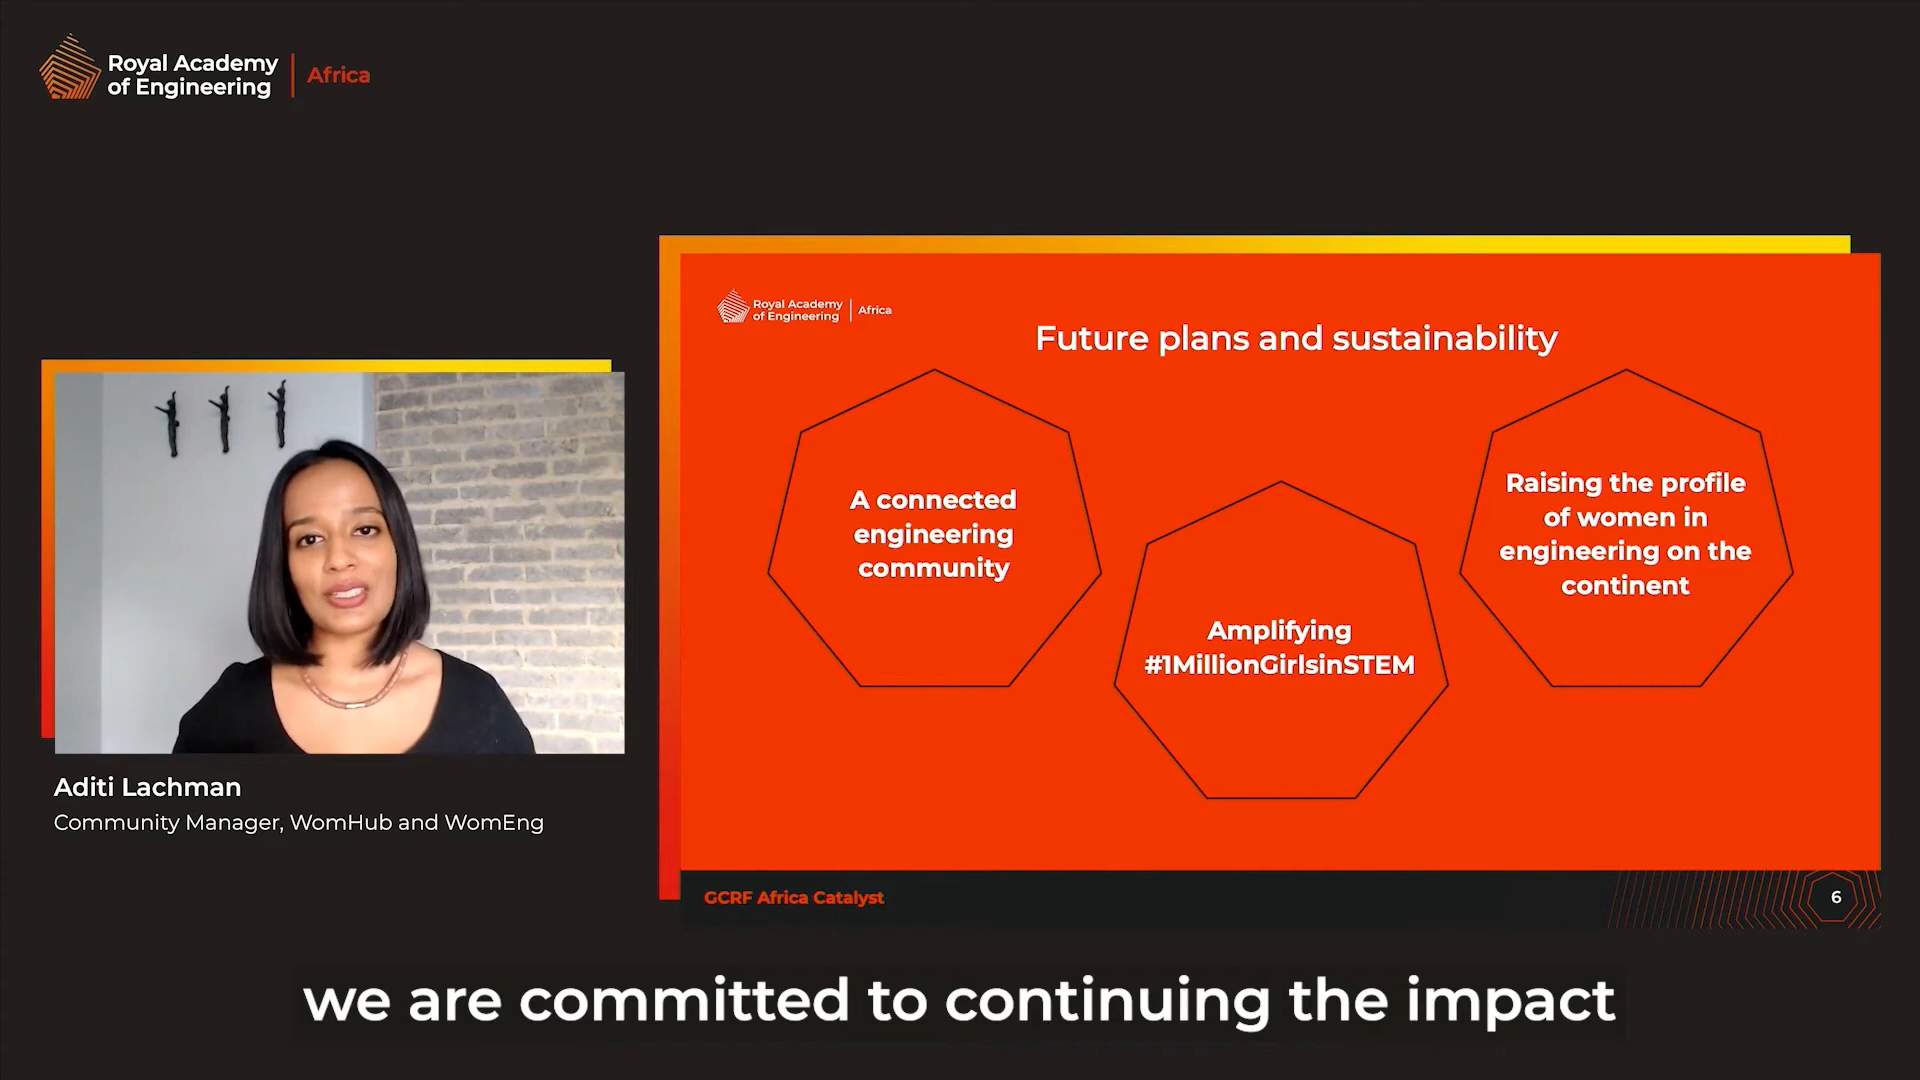 Royal Academy
of Engineering
Africa
Royal Academy
of Engineering
Africa
Future plans and sustainability
A connected
engineering
community
Amplifying
#1MillionGirlsinSTEM
Raising the profile
of women in
engineering on the
continent
Aditi Lachman
Community Manager, WomHub and WomEng
GCRF Africa Catalyst
6
we are committed to continuing the impact